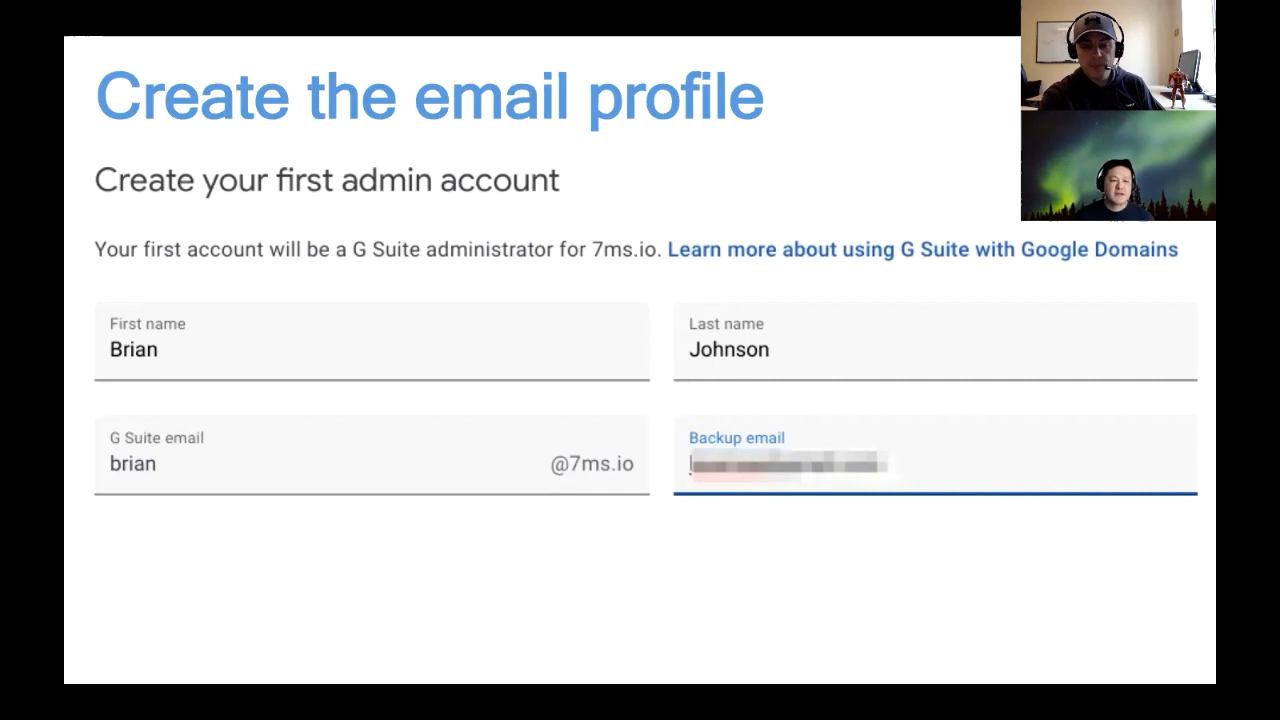 Create the email profile
Create your first admin account
Your first account will be a G Suite administrator for 7ms.io. Learn more about using G Suite with Google Domains
First name
Brian
Last name
Johnson
G Suite email
brian @7ms.io
Backup email